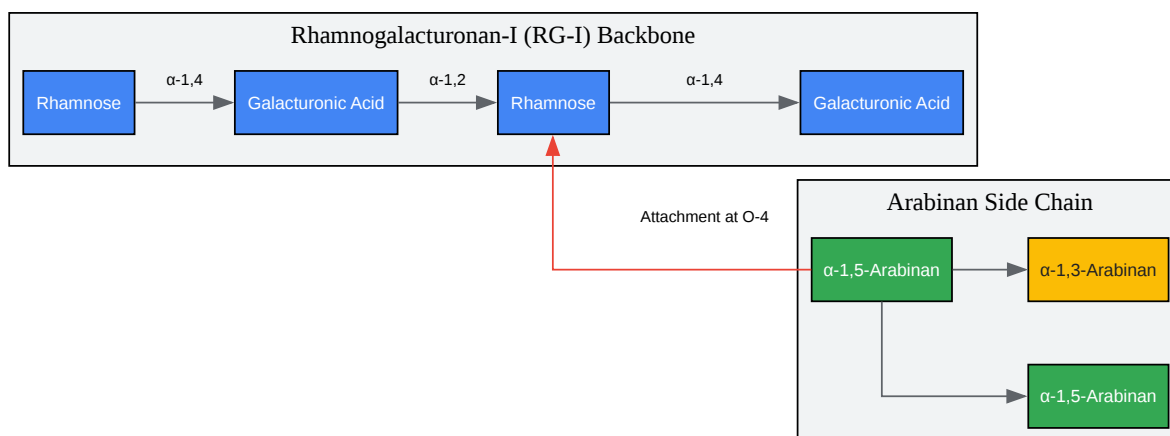 Rhamnogalacturonan-I (RG-I) Backbone
Rhamnose
α-1,4
Galacturonic Acid
α-1,2
Rhamnose
α-1,4
Galacturonic Acid
Attachment at O-4
Arabinan Side Chain
α-1,5-Arabinan
α-1,3-Arabinan
α-1,5-Arabinan